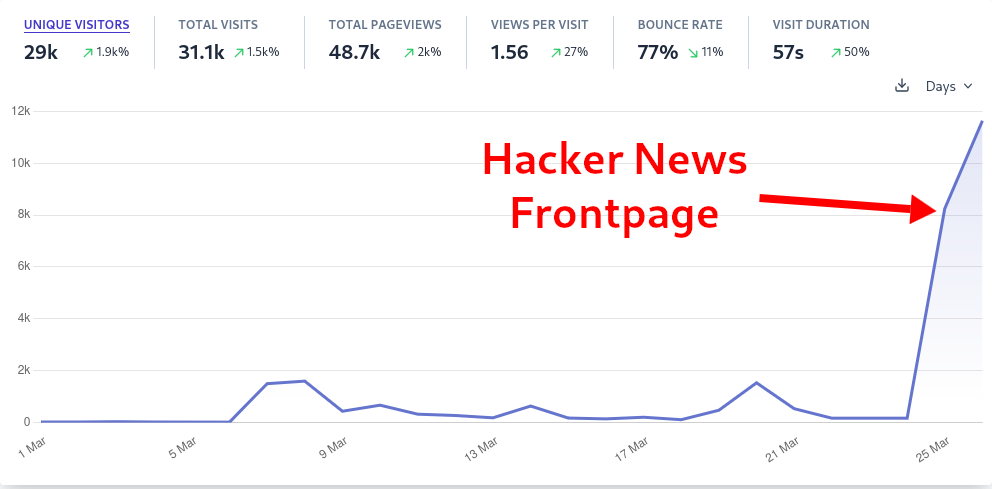 UNIQUE VISITORS TOTAL VISITS TOTAL PAGEVIEWS VIEWS PER VISIT BOUNCE RATE VISIT DURATION
29k 1.9k% 31.1k 1.5k% 48.7k 2k% 1.56 27% 77% 11% 57s 50%
Days
12k
10k
8k
6k
4k
2k
0
Hacker News
Frontpage
1 Mar 5 Mar 9 Mar 13 Mar 17 Mar 21 Mar 25 Mar